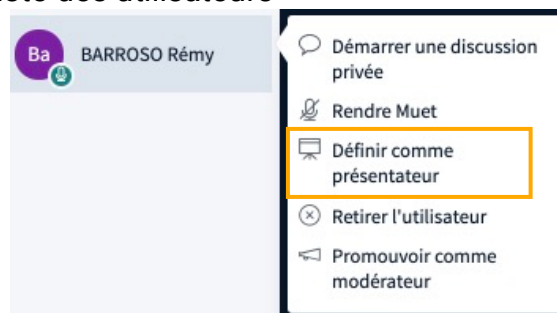 Ba
BARROSO Rémy
Démarrer une discussion
privée
Rendre Muet
Définir comme
présentateur
Retirer l'utilisateur
Promouvoir comme
modérateur